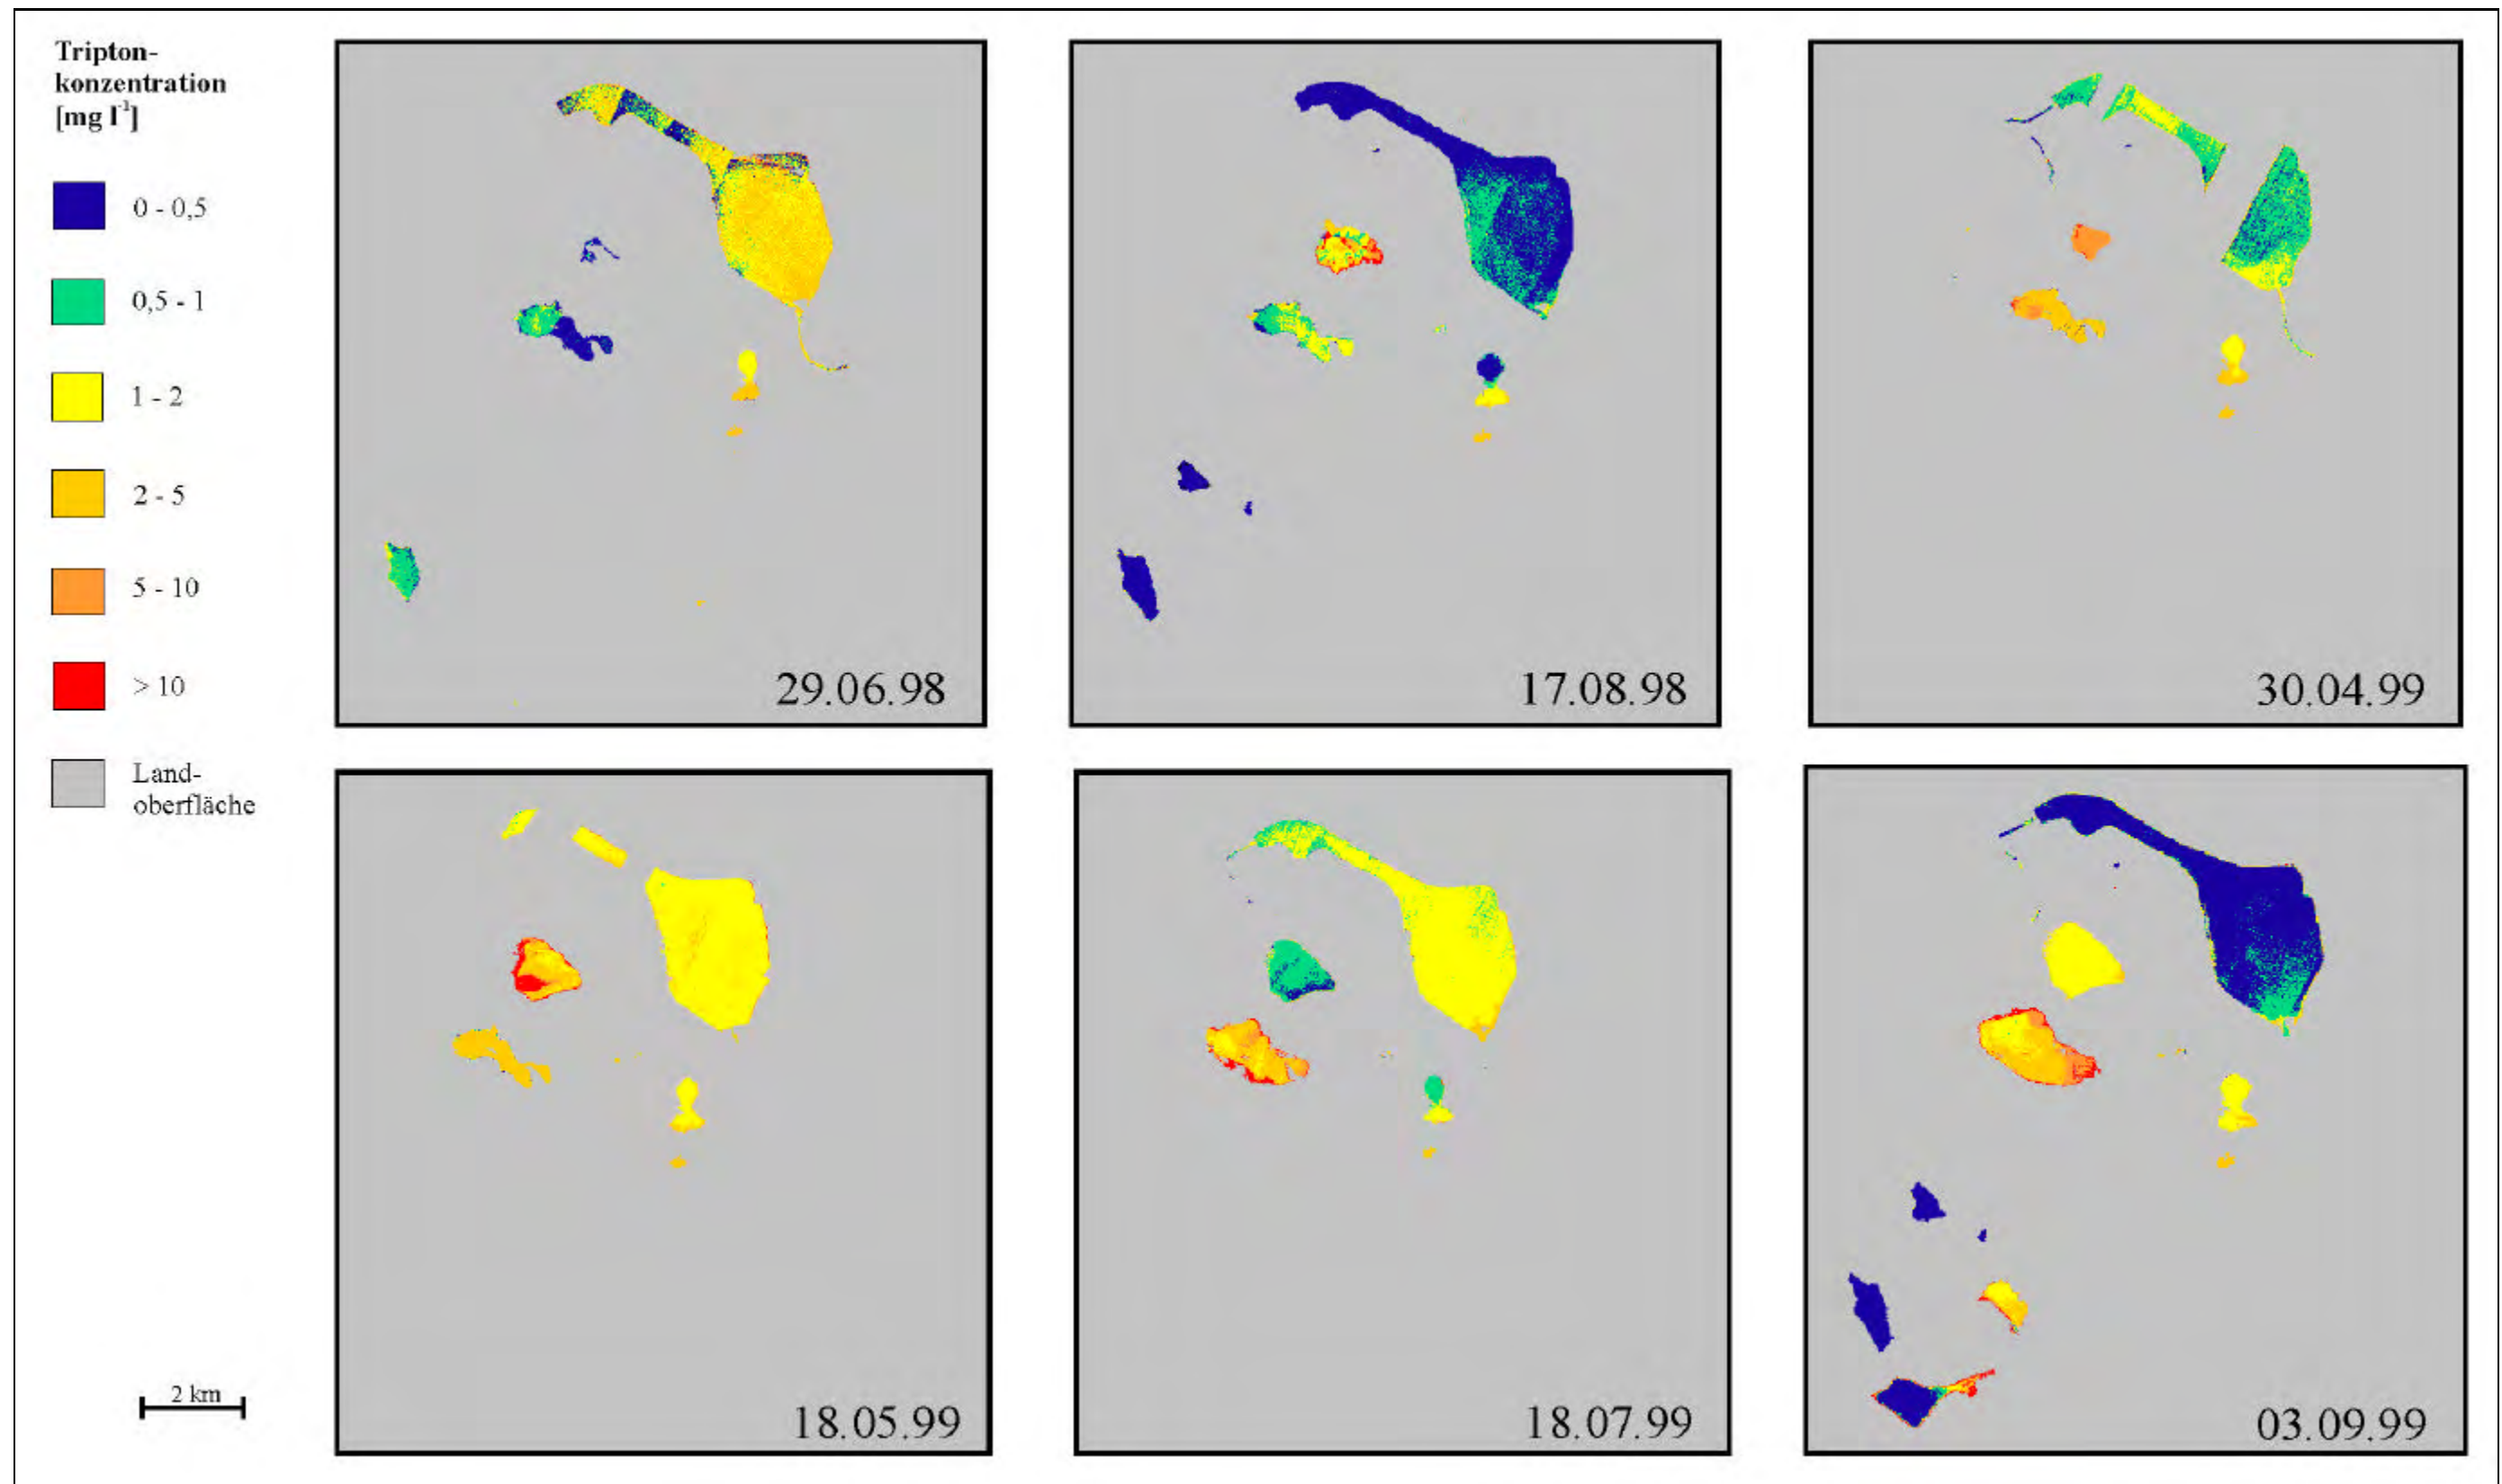 Tripton-
konzentration
[mg l⁻¹]
0 - 0,5
0,5 - 1
1 - 2
2 - 5
5 - 10
> 10
Land-
oberfläche
2 km
29.06.98
17.08.98
30.04.99
18.05.99
18.07.99
03.09.99